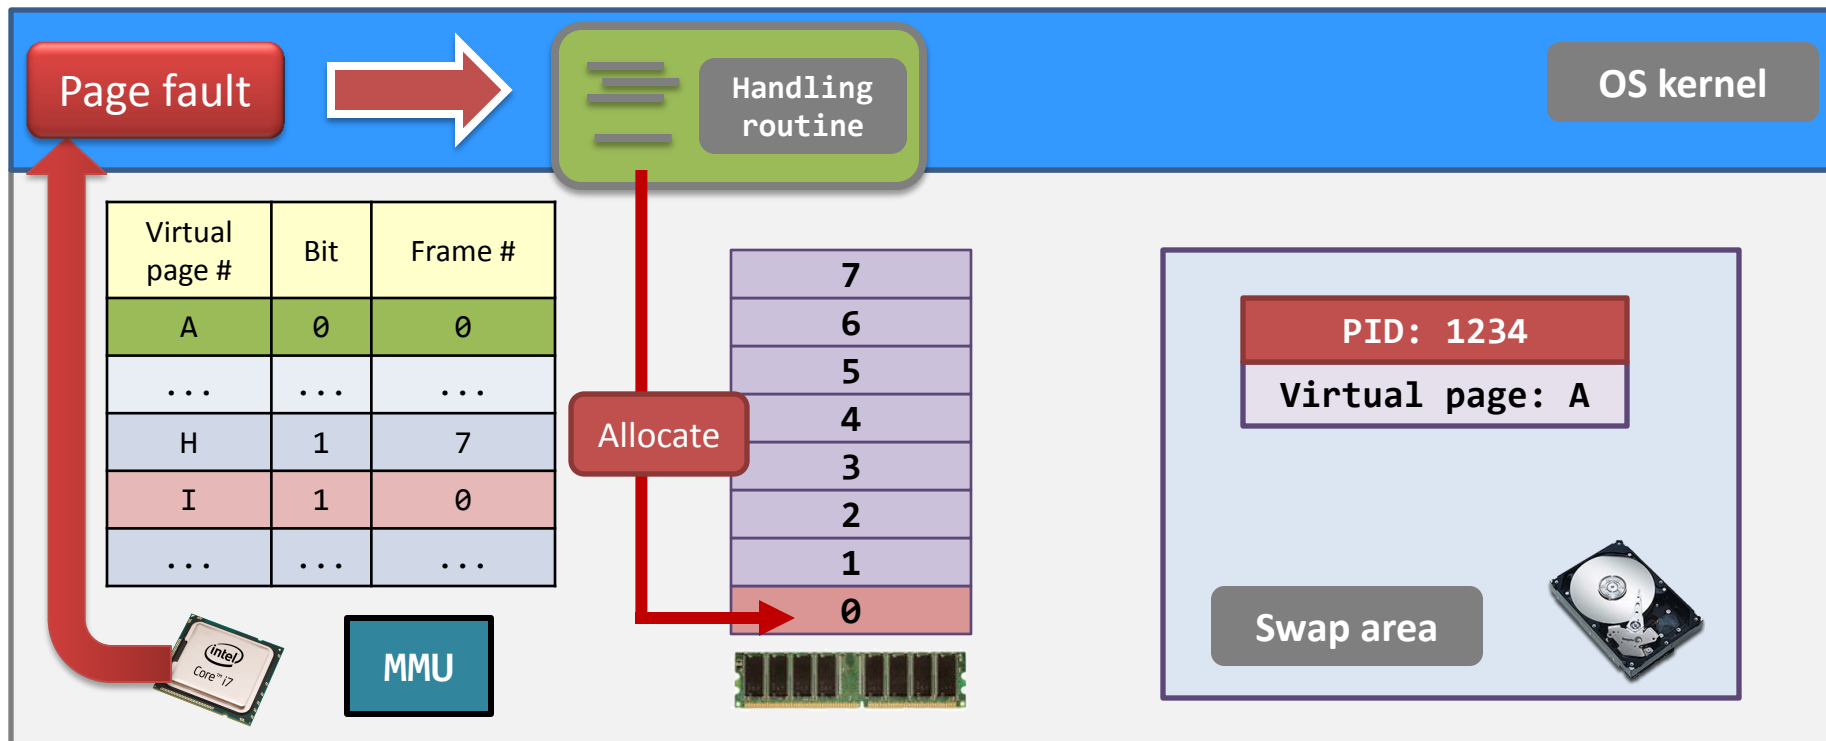 Page fault
Handling
routine
OS kernel
Virtual
page #
Bit
Frame #
A
0
0
...
...
...
H
1
7
I
1
0
...
...
...
Allocate
7
6
5
4
3
2
1
0
PID: 1234
Virtual page: A
Swap area
intel
Core™ i7
MMU